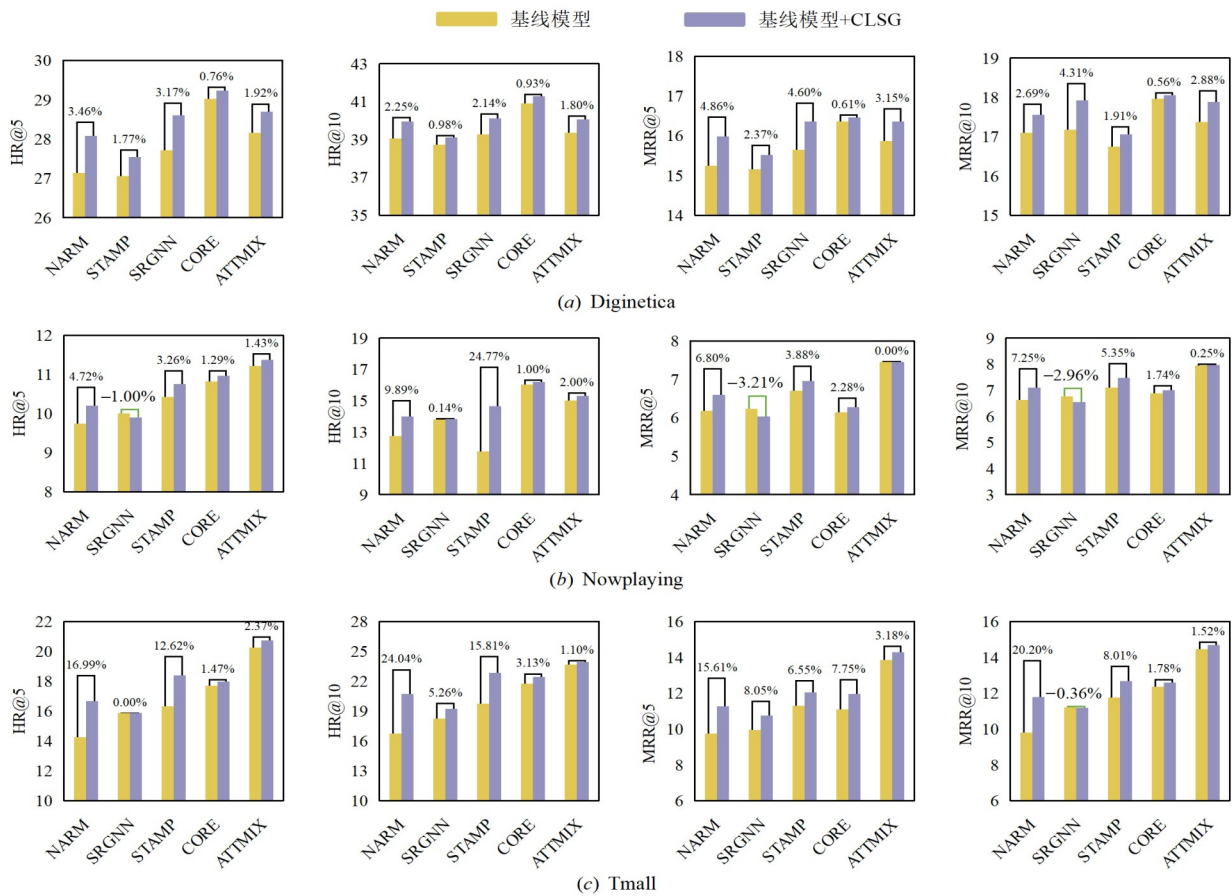 基线模型 基线模型+CLSG
HR@5
30
29
28
27
26
3.46%
1.77%
3.17%
0.76%
1.92%
NARM
STAMP
SRGNN
CORE
ATTMIX
HR@10
43
41
39
37
35
2.25%
0.98%
2.14%
0.93%
1.80%
NARM
STAMP
SRGNN
CORE
ATTMIX
MRR@5
18
17
16
15
14
4.86%
2.37%
4.60%
0.61%
3.15%
NARM
STAMP
SRGNN
CORE
ATTMIX
MRR@10
19
18
17
16
15
2.69%
4.31%
1.91%
0.56%
2.88%
NARM
SRGNN
STAMP
CORE
ATTMIX
(a) Diginetica
HR@5
12
11
10
9
8
4.72%
−1.00%
3.26%
1.29%
1.43%
NARM
SRGNN
STAMP
CORE
ATTMIX
HR@10
19
17
15
13
11
9
9.89%
0.14%
24.77%
1.00%
2.00%
NARM
SRGNN
STAMP
CORE
ATTMIX
MRR@5
8
7
6
5
4
6.80%
−3.21%
3.88%
2.28%
0.00%
NARM
SRGNN
STAMP
CORE
ATTMIX
MRR@10
9
8
7
6
5
4
3
7.25%
−2.96%
5.35%
1.74%
0.25%
NARM
SRGNN
STAMP
CORE
ATTMIX
(b) Nowplaying
HR@5
22
20
18
16
14
12
10
16.99%
0.00%
12.62%
1.47%
2.37%
NARM
SRGNN
STAMP
CORE
ATTMIX
HR@10
28
25
22
19
16
13
10
24.04%
5.26%
15.81%
3.13%
1.10%
NARM
SRGNN
STAMP
CORE
ATTMIX
MRR@5
16
14
12
10
8
6
15.61%
8.05%
6.55%
7.75%
3.18%
NARM
SRGNN
STAMP
CORE
ATTMIX
MRR@10
16
14
12
10
8
6
20.20%
−0.36%
8.01%
1.78%
1.52%
NARM
SRGNN
STAMP
CORE
ATTMIX
(c) Tmall